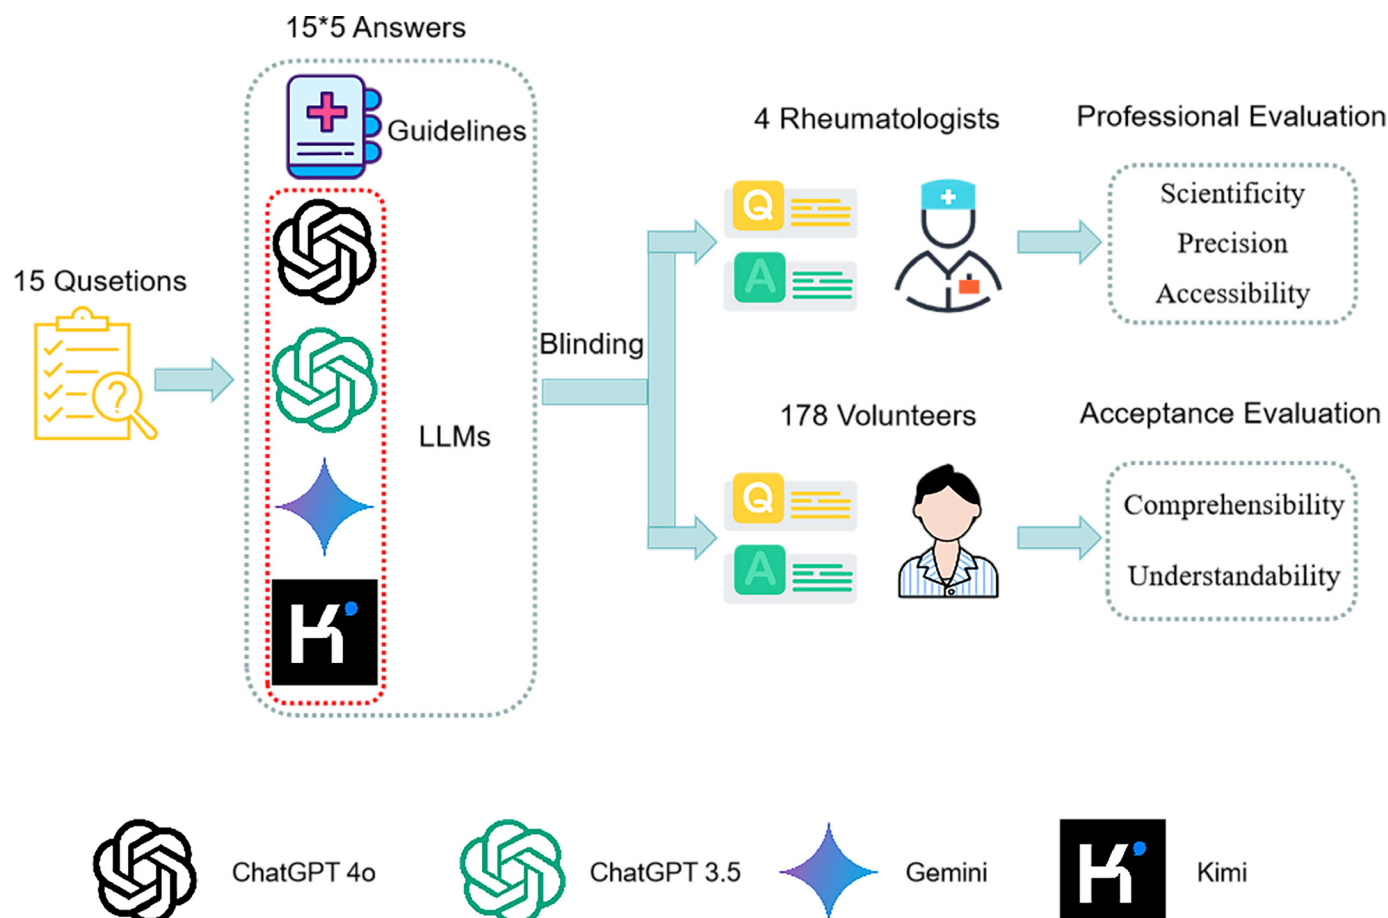 15*5 Answers
Guidelines
15 Qusetions
LLMs
Blinding
4 Rheumatologists
Q
A
Professional Evaluation
Scientificity
Precision
Accessibility
178 Volunteers
Q
A
Acceptance Evaluation
Comprehensibility
Understandability
K
ChatGPT 4o
ChatGPT 3.5
Gemini
K
Kimi